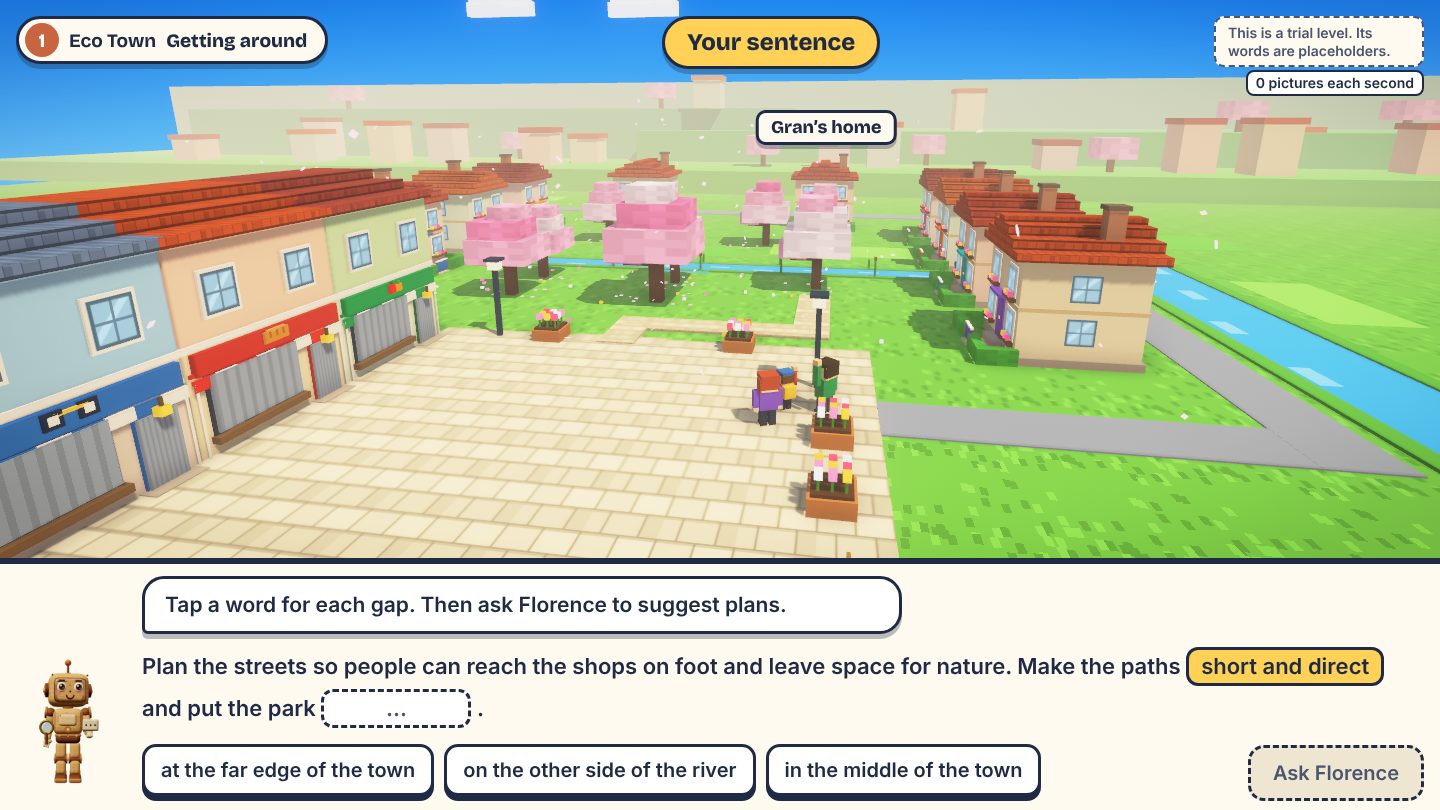 1 Eco Town Getting around
Your sentence
This is a trial level. Its
words are placeholders.
0 pictures each second
Gran's home
Tap a word for each gap. Then ask Florence to suggest plans.
Plan the streets so people can reach the shops on foot and leave space for nature. Make the paths short and direct
and put the park ... .
at the far edge of the town
on the other side of the river
in the middle of the town
Ask Florence